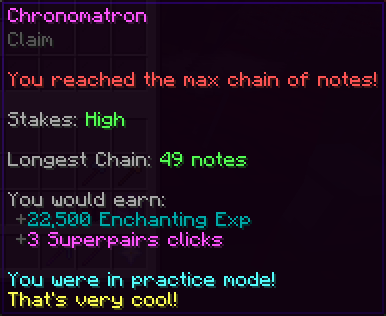 Chronomatron
Claim
You reached the max chain of notes!
Stakes: High
Longest Chain: 49 notes
You would earn:
+22,500 Enchanting Exp
+3 Superpairs clicks
You were in practice mode!
That's very cool!